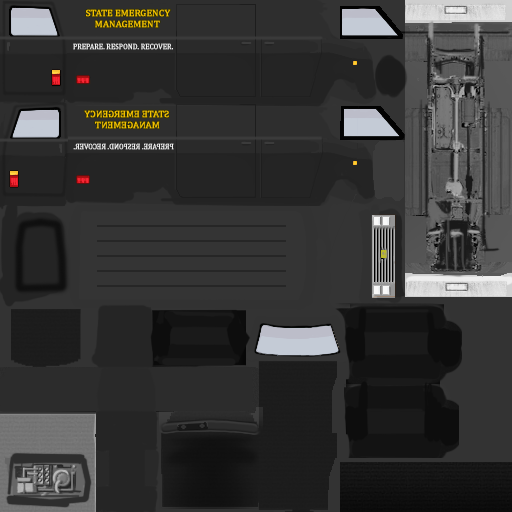 STATE EMERGENCY
MANAGEMENT
PREPARE. RESPOND. RECOVER.
STATE EMERGENCY
MANAGEMENT
PREPARE. RESPOND. RECOVER.